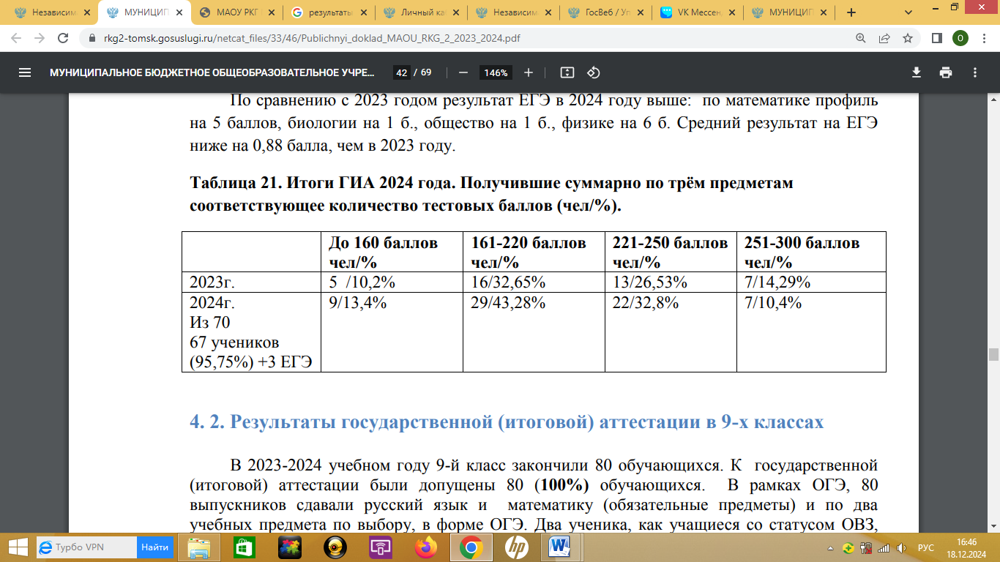 Независим
МУНИЦИП
МАОУ РКГ
результаты
Личный ка
Независим
ГосВеб / Уп
VK Мессен
МУНИЦИП
rkg2-tomsk.gosuslugi.ru/netcat_files/33/46/Publichnyi_doklad_MAOU_RKG_2_2023_2024.pdf
О
МУНИЦИПАЛЬНОЕ БЮДЖЕТНОЕ ОБЩЕОБРАЗОВАТЕЛЬНОЕ УЧРЕ... 42 / 69 146%
По сравнению с 2023 годом результат ЕГЭ в 2024 году выше: по математике профиль
на 5 баллов, биологии на 1 б., общество на 1 б., физике на 6 б. Средний результат на ЕГЭ
ниже на 0,88 балла, чем в 2023 году.
Таблица 21. Итоги ГИА 2024 года. Получившие суммарно по трём предметам
соответствующее количество тестовых баллов (чел/%).
До 160 баллов
чел/%
161-220 баллов
чел/%
221-250 баллов
чел/%
251-300 баллов
чел/%
2023г.
5 /10,2%
16/32,65%
13/26,53%
7/14,29%
2024г.
Из 70
67 учеников
(95,75%) +3 ЕГЭ
9/13,4%
29/43,28%
22/32,8%
7/10,4%
4. 2. Результаты государственной (итоговой) аттестации в 9-х классах
В 2023-2024 учебном году 9-й класс закончили 80 обучающихся. К государственной
(итоговой) аттестации были допущены 80 (100%) обучающихся. В рамках ОГЭ, 80
выпускников сдавали русский язык и математику (обязательные предметы) и по два
учебных предмета по выбору, в форме ОГЭ. Два ученика, как учащиеся со статусом ОВЗ,
Турбо VPN
Найти
hp
РУС
16:46
18.12.2024